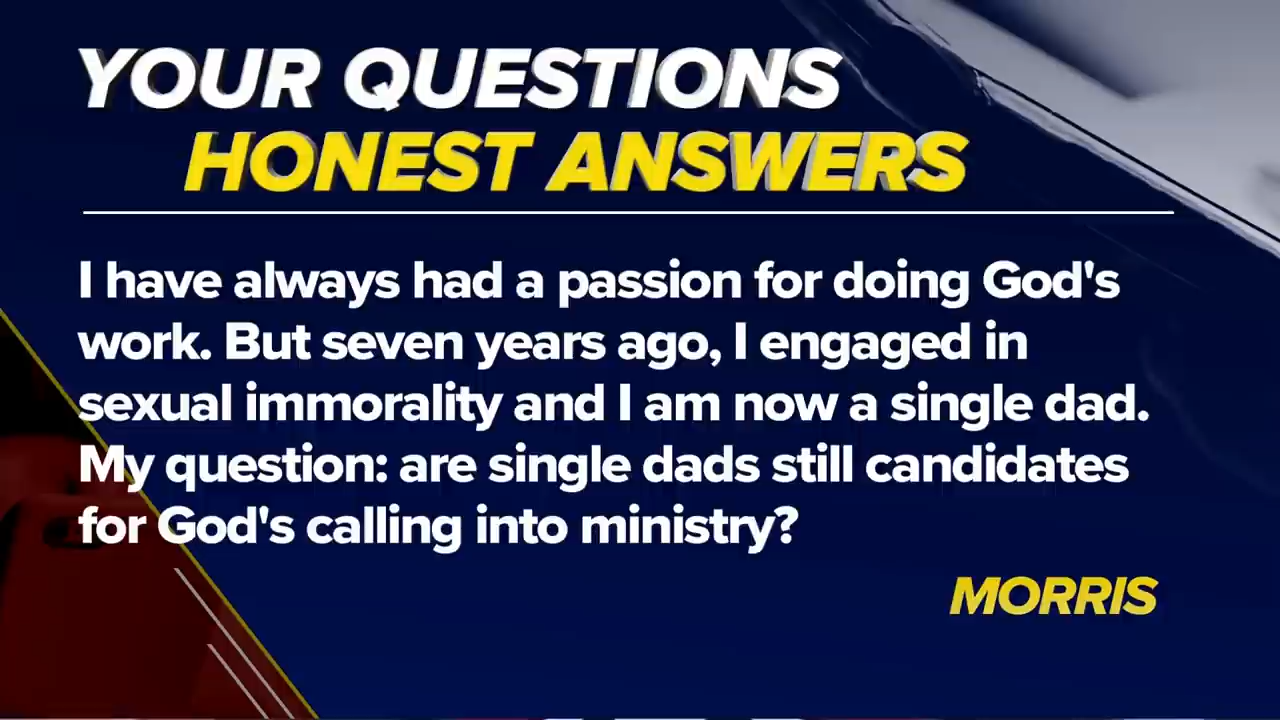 YOUR QUESTIONS
HONEST ANSWERS
I have always had a passion for doing God's
work. But seven years ago, I engaged in
sexual immorality and I am now a single dad.
My question: are single dads still candidates
for God's calling into ministry?
MORRIS